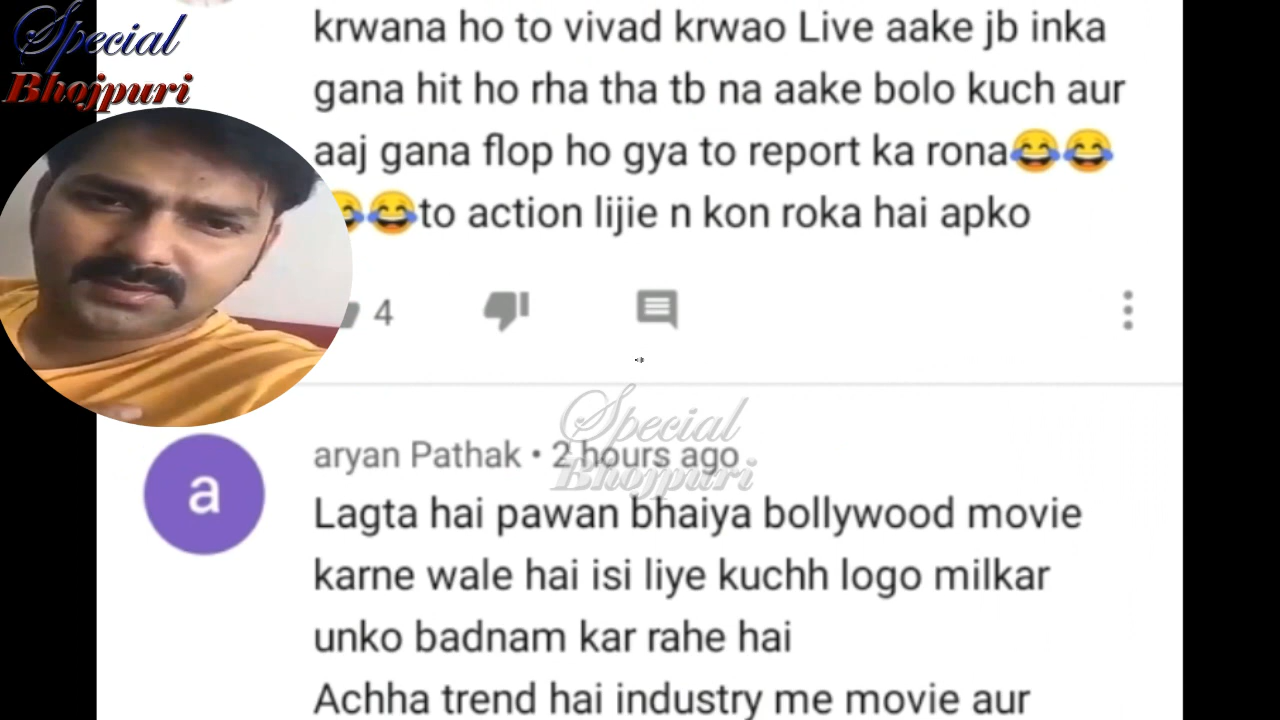 Special
Bhojpuri
krwana ho to vivad krwao Live aake jb inka
gana hit ho rha tha tb na aake bolo kuch aur
aaj gana flop ho gya to report ka rona😂😂
😂😂to action lijie n kon roka hai apko
4
a
aryan Pathak • 2 hours ago
Special
Bhojpuri
Lagta hai pawan bhaiya bollywood movie
karne wale hai isi liye kuchh logo milkar
unko badnam kar rahe hai
Achha trend hai industry me movie aur